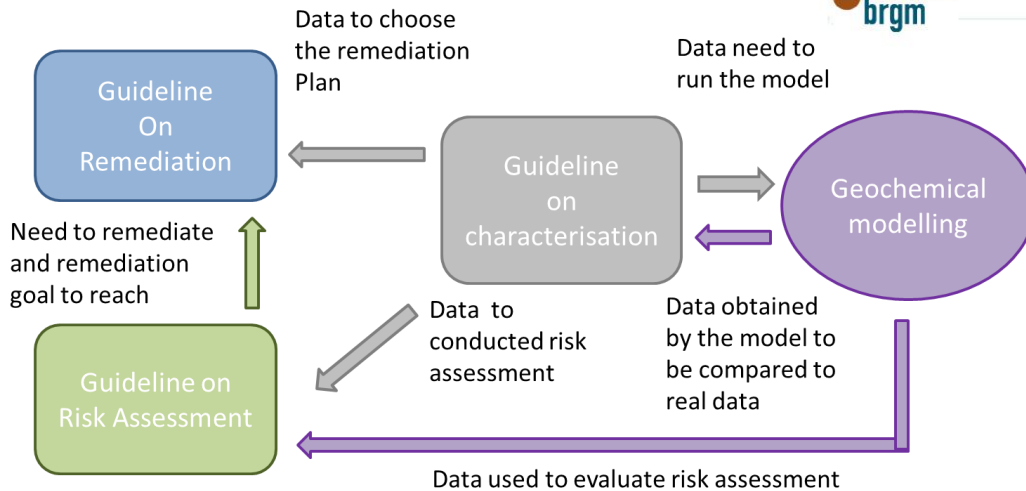 brgm
Data to choose
the remediation
Plan
Data need to
run the model
Guideline
On
Remediation
Guideline
on
characterisation
Geochemical
modelling
Need to remediate
and remediation
goal to reach
Data to
conducted risk
assessment
Data obtained
by the model to
be compared to
real data
Guideline on
Risk Assessment
Data used to evaluate risk assessment